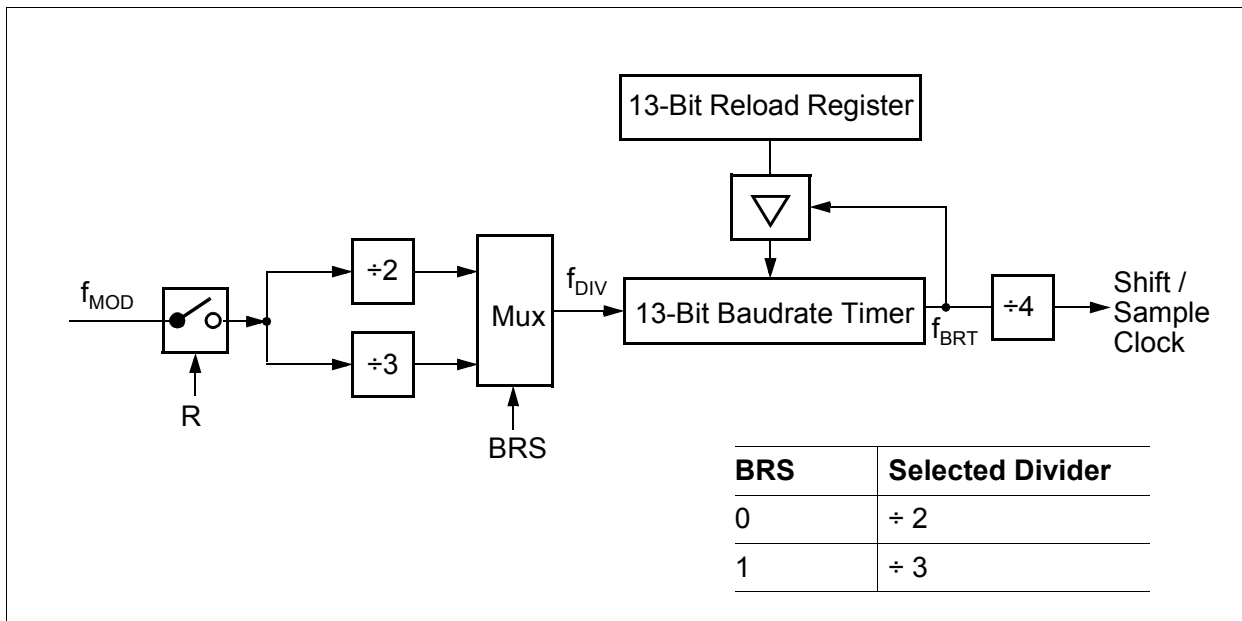 13-Bit Reload Register
f_MOD
R
÷2
÷3
Mux
BRS
f_DIV
13-Bit Baudrate Timer
f_BRT
÷4
Shift /
Sample
Clock
BRS Selected Divider
0 ÷ 2
1 ÷ 3